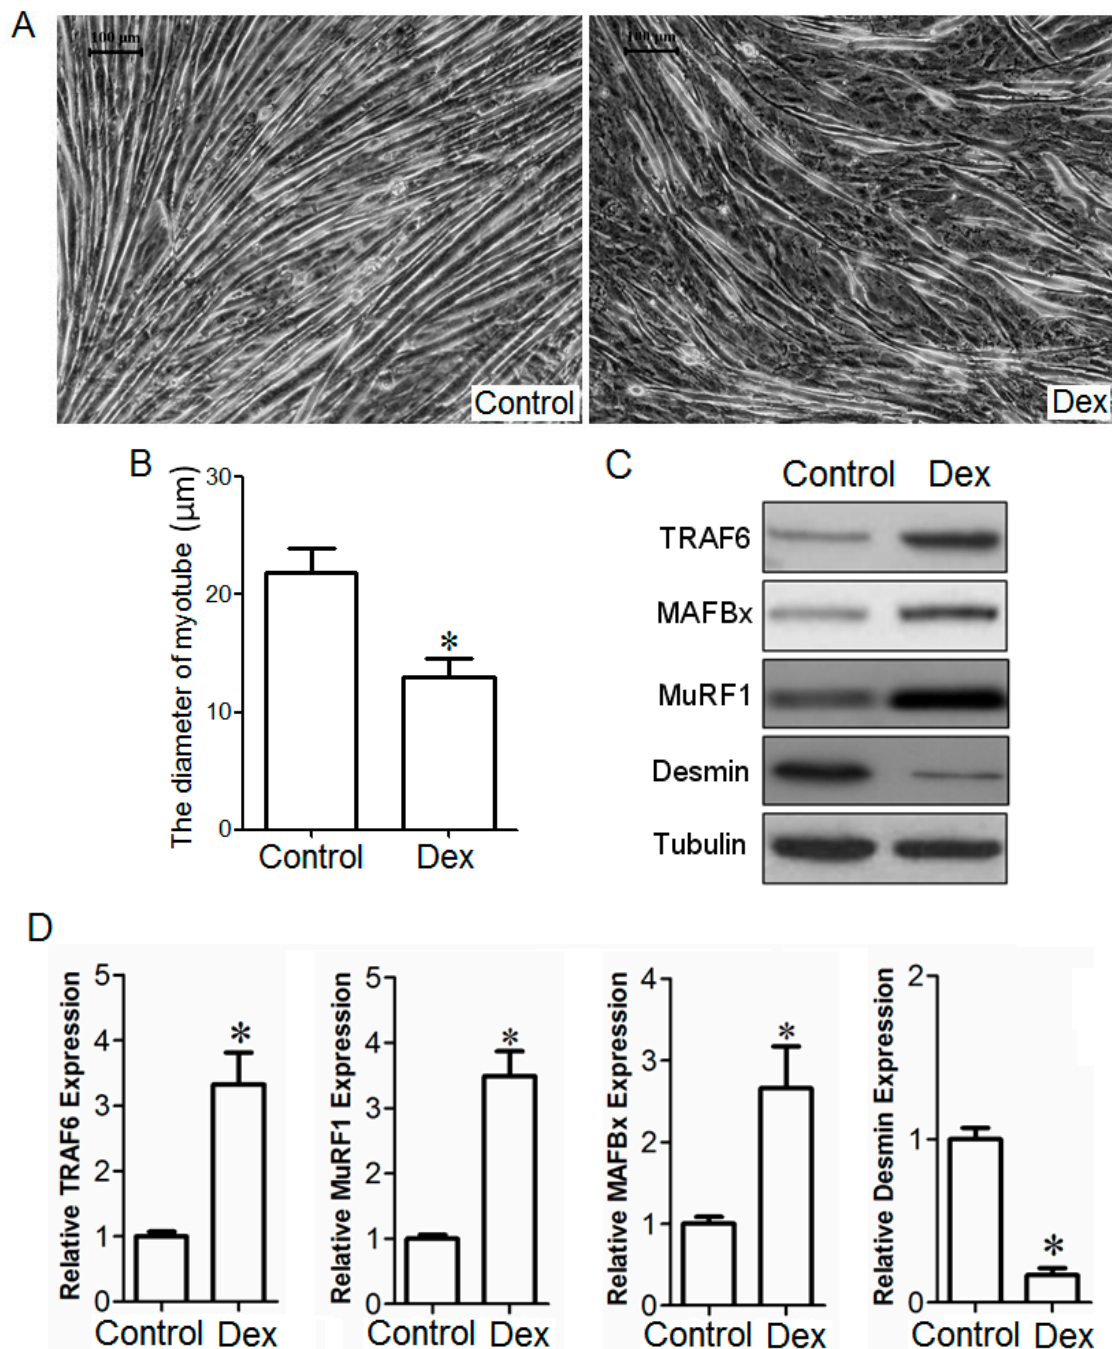 A
100 μm
100 μm
Control
Dex
B
C
The diameter of myotube (μm)
30
20
10
0
Control
Dex
*
Control
Dex
TRAF6
MAFBx
MuRF1
Desmin
Tubulin
D
Relative TRAF6 Expression
5
4
3
2
1
0
*
Control
Dex
Relative MuRF1 Expression
5
4
3
2
1
0
*
Control
Dex
Relative MAFBx Expression
4
3
2
1
0
*
Control
Dex
Relative Desmin Expression
2
1
0
*
Control
Dex